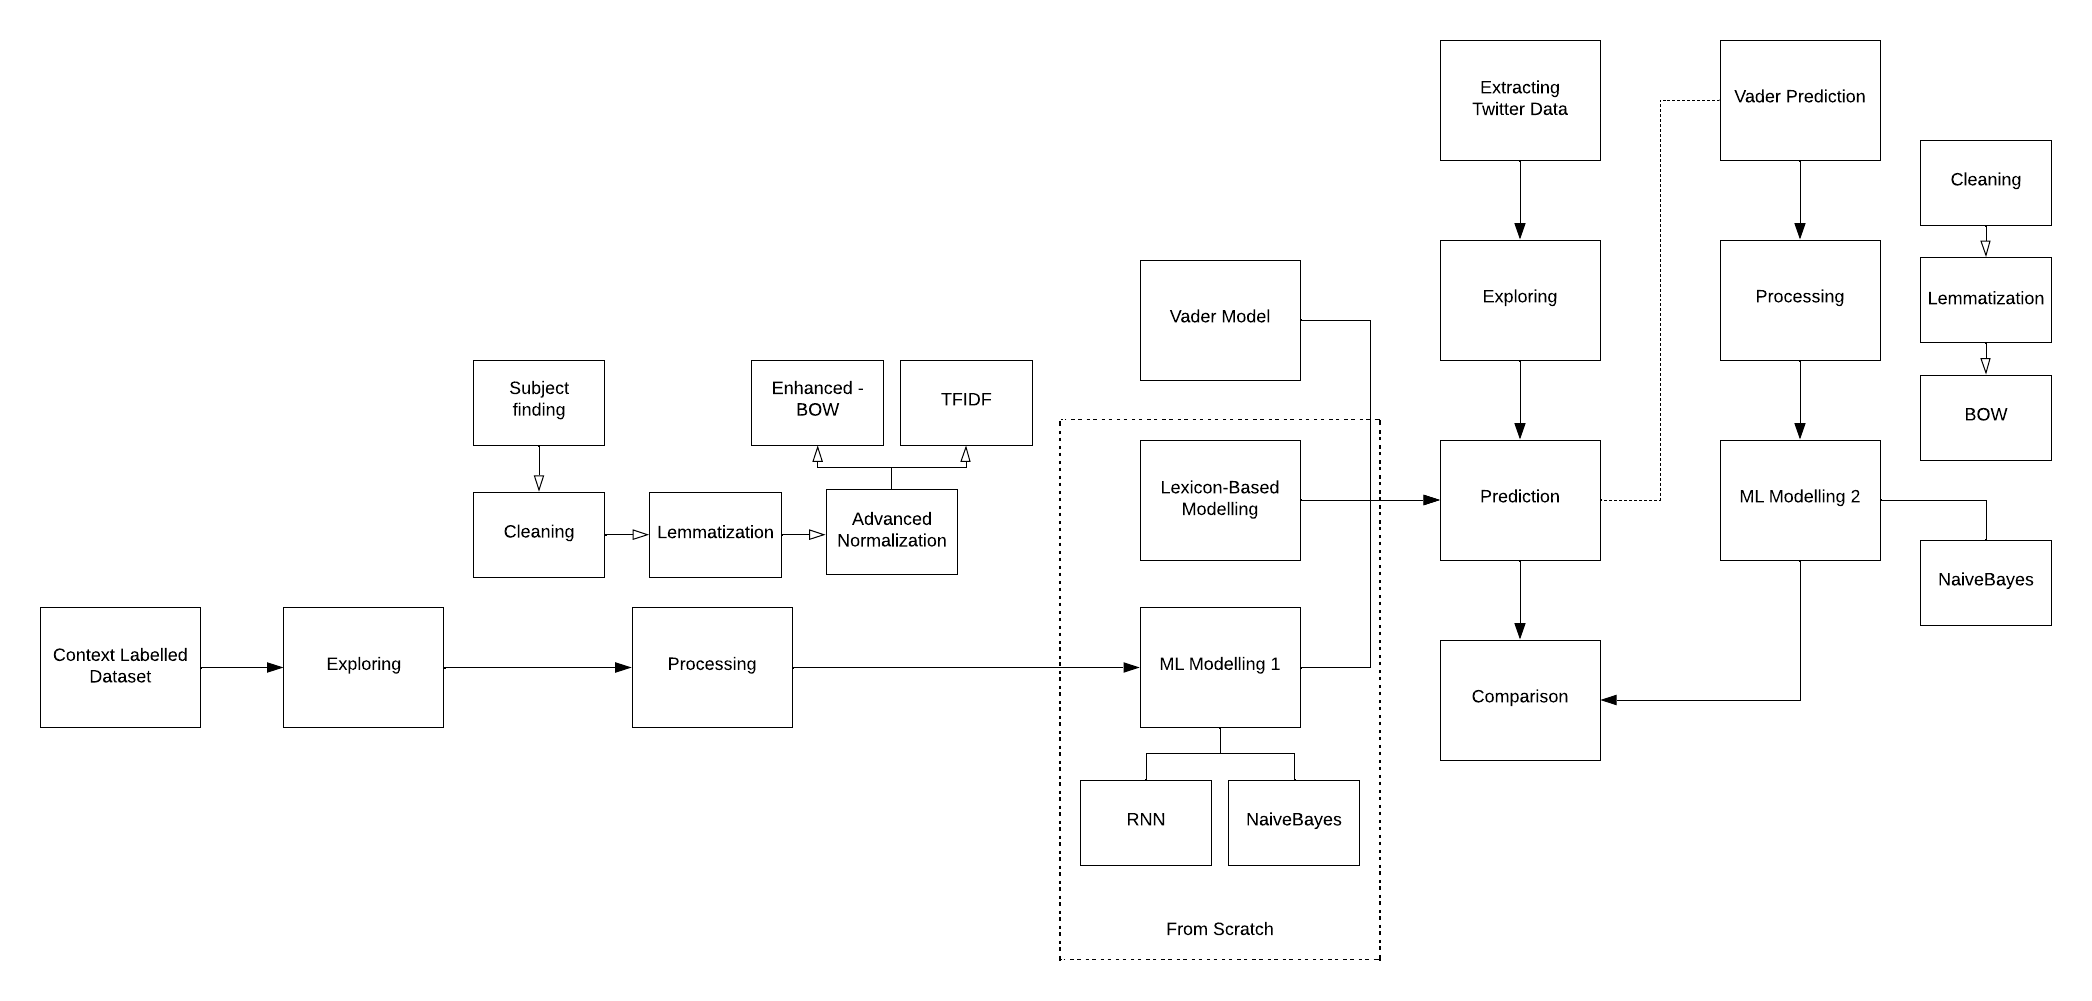 Extracting
Twitter Data
Vader Prediction
Cleaning
Exploring
Processing
Lemmatization
Vader Model
Subject
finding
Enhanced -
BOW
TFIDF
BOW
Lexicon-Based
Modelling
Prediction
ML Modelling 2
Cleaning
Lemmatization
Advanced
Normalization
NaiveBayes
Context Labelled
Dataset
Exploring
Processing
ML Modelling 1
Comparison
RNN
NaiveBayes
From Scratch